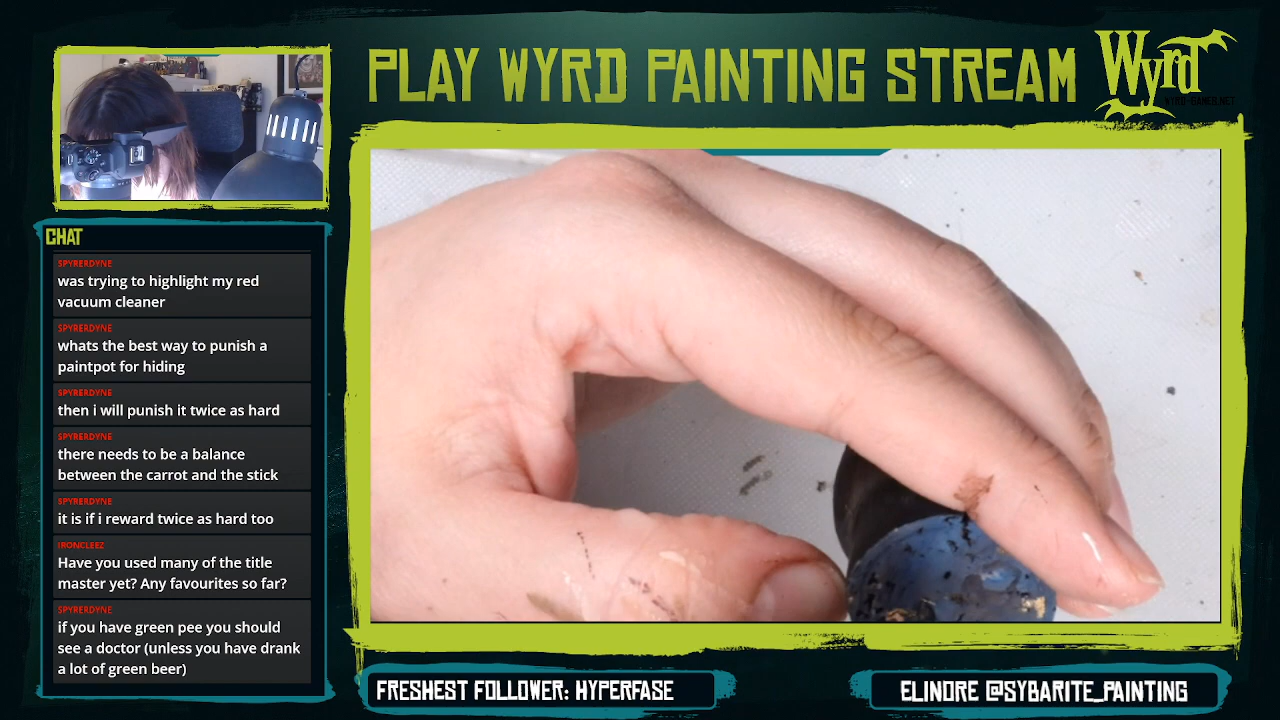 PLAY WYRD PAINTING STREAM
Wyrd
WYRD-GAMES.NET
CHAT
SPYRERDYNE
was trying to highlight my red
vacuum cleaner
SPYRERDYNE
whats the best way to punish a
paintpot for hiding
SPYRERDYNE
then i will punish it twice as hard
SPYRERDYNE
there needs to be a balance
between the carrot and the stick
SPYRERDYNE
it is if i reward twice as hard too
IRONCLEEZ
Have you used many of the title
master yet? Any favourites so far?
SPYRERDYNE
if you have green pee you should
see a doctor (unless you have drank
a lot of green beer)
FRESHEST FOLLOWER: HYPERFASE
ELINORE @SYBARITE_PAINTING